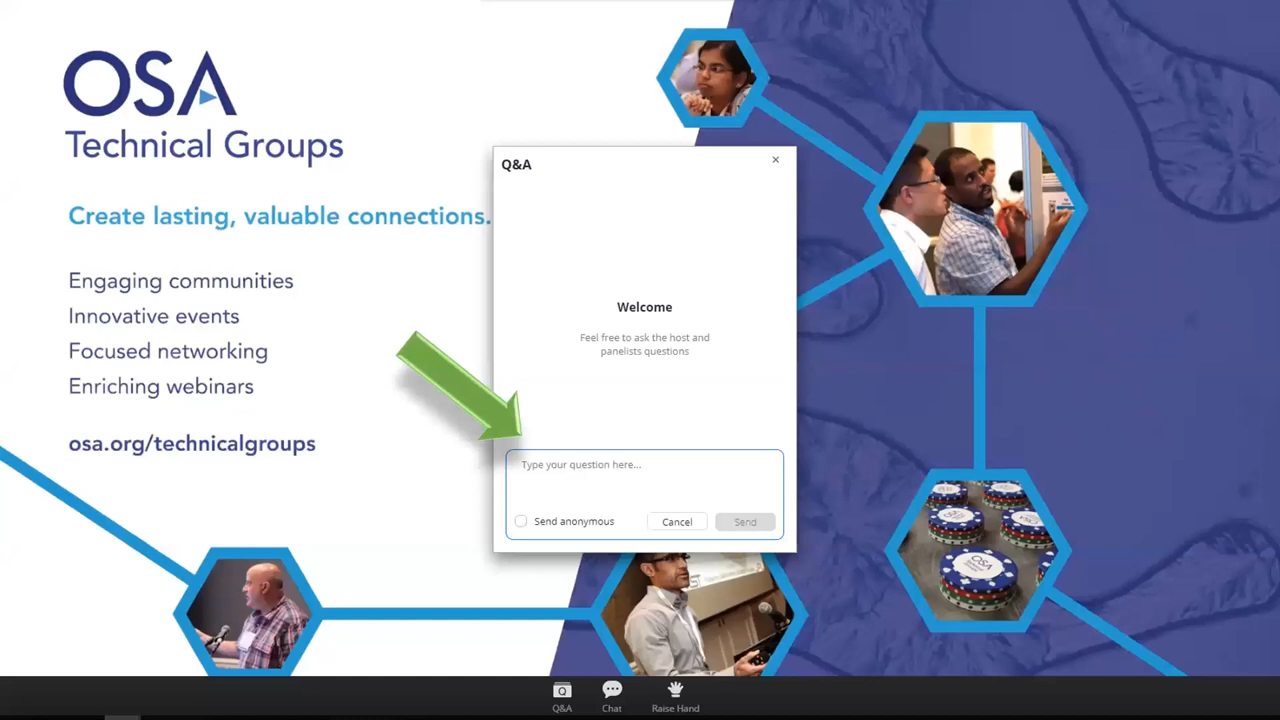 OSA
Technical Groups
Create lasting, valuable connections.
Engaging communities
Innovative events
Focused networking
Enriching webinars
osa.org/technicalgroups
Q&A
×
Welcome
Feel free to ask the host and
panelists questions
Type your question here...
Send anonymous
Cancel
Send
OSA
Q&A
Chat
Raise Hand